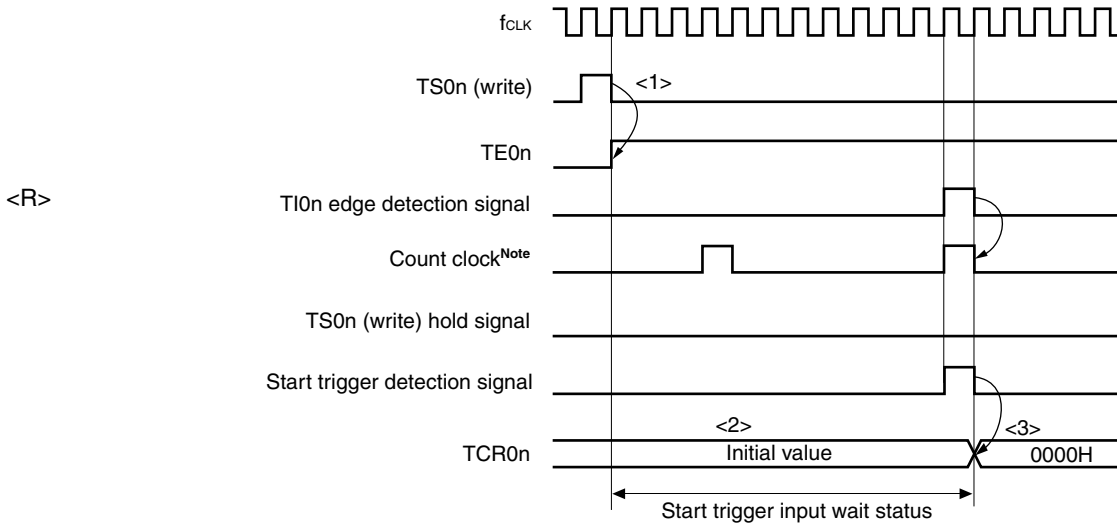 fCLK
TS0n (write)
<1>
TE0n
<R>
TI0n edge detection signal
Count clockNote
TS0n (write) hold signal
Start trigger detection signal
<2>
<3>
TCR0n
Initial value
0000H
Start trigger input wait status